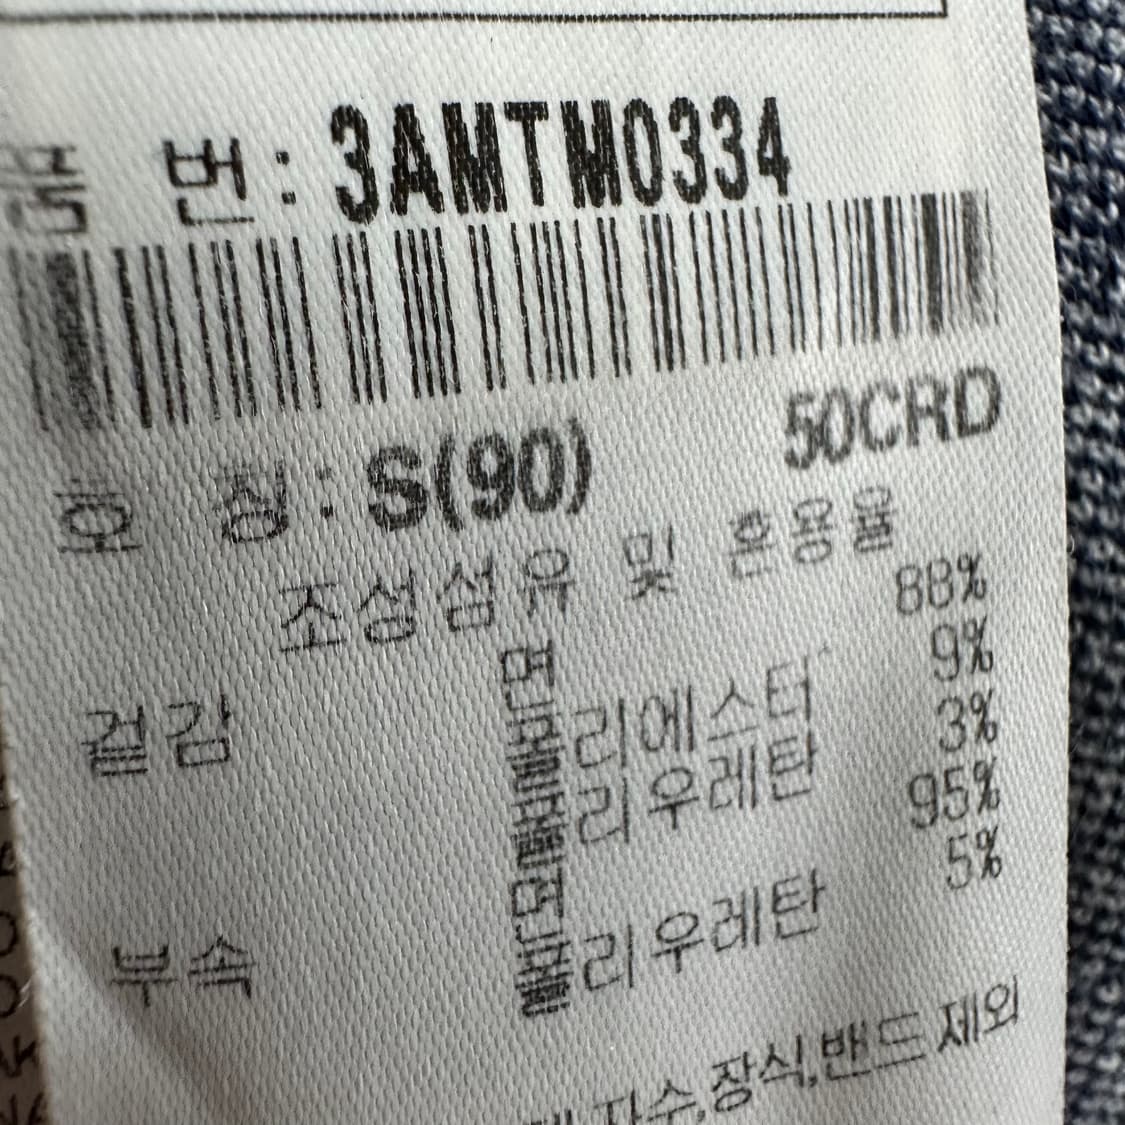 품 번 : 3AMTM0334
호 칭 : S(90) 50CRD
조성섬유 및 혼용율
겉감 면 88%
폴리에스터 9%
폴리우레탄 3%
부속 면 95%
폴리우레탄 5%
자수,장식,밴드 제외